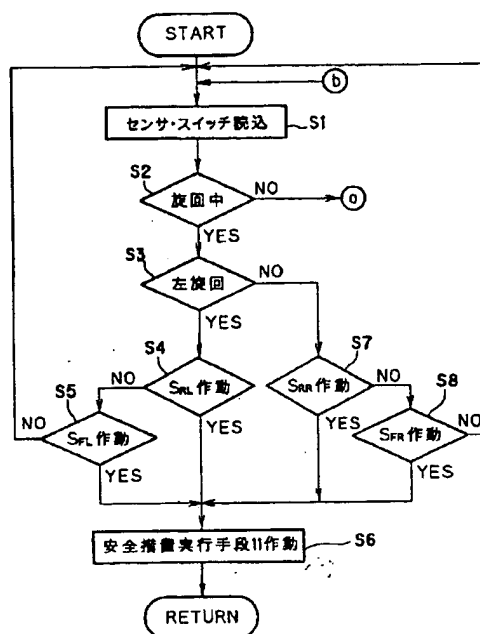 START
b
センサ・スイッチ読込 S1
S2
旋回中 NO a
YES
S3
左旋回 NO
YES
S4 S7
NO SRL作動 SRR作動 NO S8
S5
NO SFL作動 YES YES SFR作動 NO
YES YES
安全措置実行手段11作動 S6
RETURN